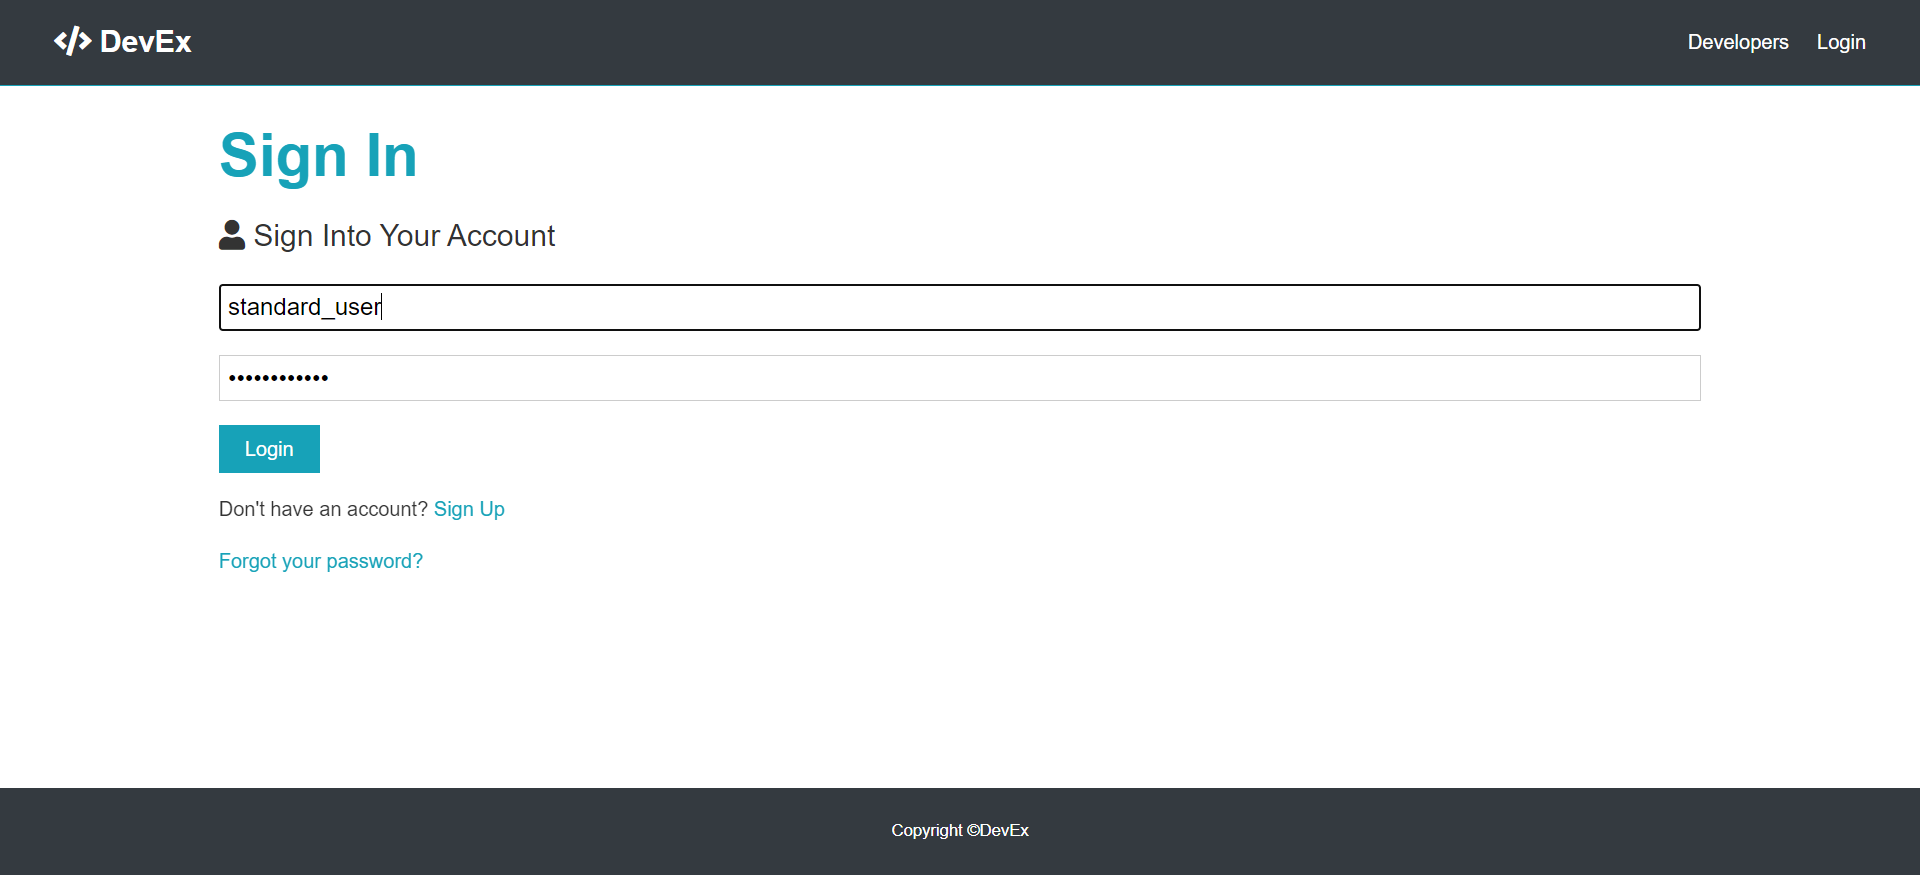 DevEx
Developers
Login
Sign In
Sign Into Your Account
standard_user
••••••••••••
Login
Don't have an account? Sign Up
Forgot your password?
Copyright ©DevEx